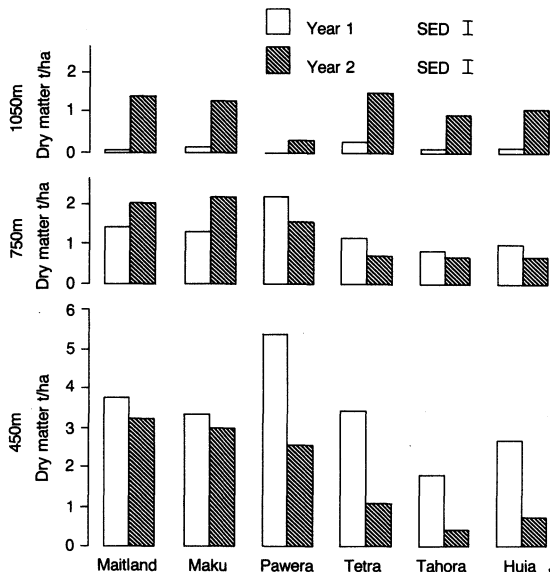 Year 1 SED
Year 2 SED
1050m
Dry matter t/ha
2
1
0
750m
Dry matter t/ha
2
1
0
450m
Dry matter t/ha
6
5
4
3
2
1
0
Maitland Maku Pawera Tetra Tahora Huia